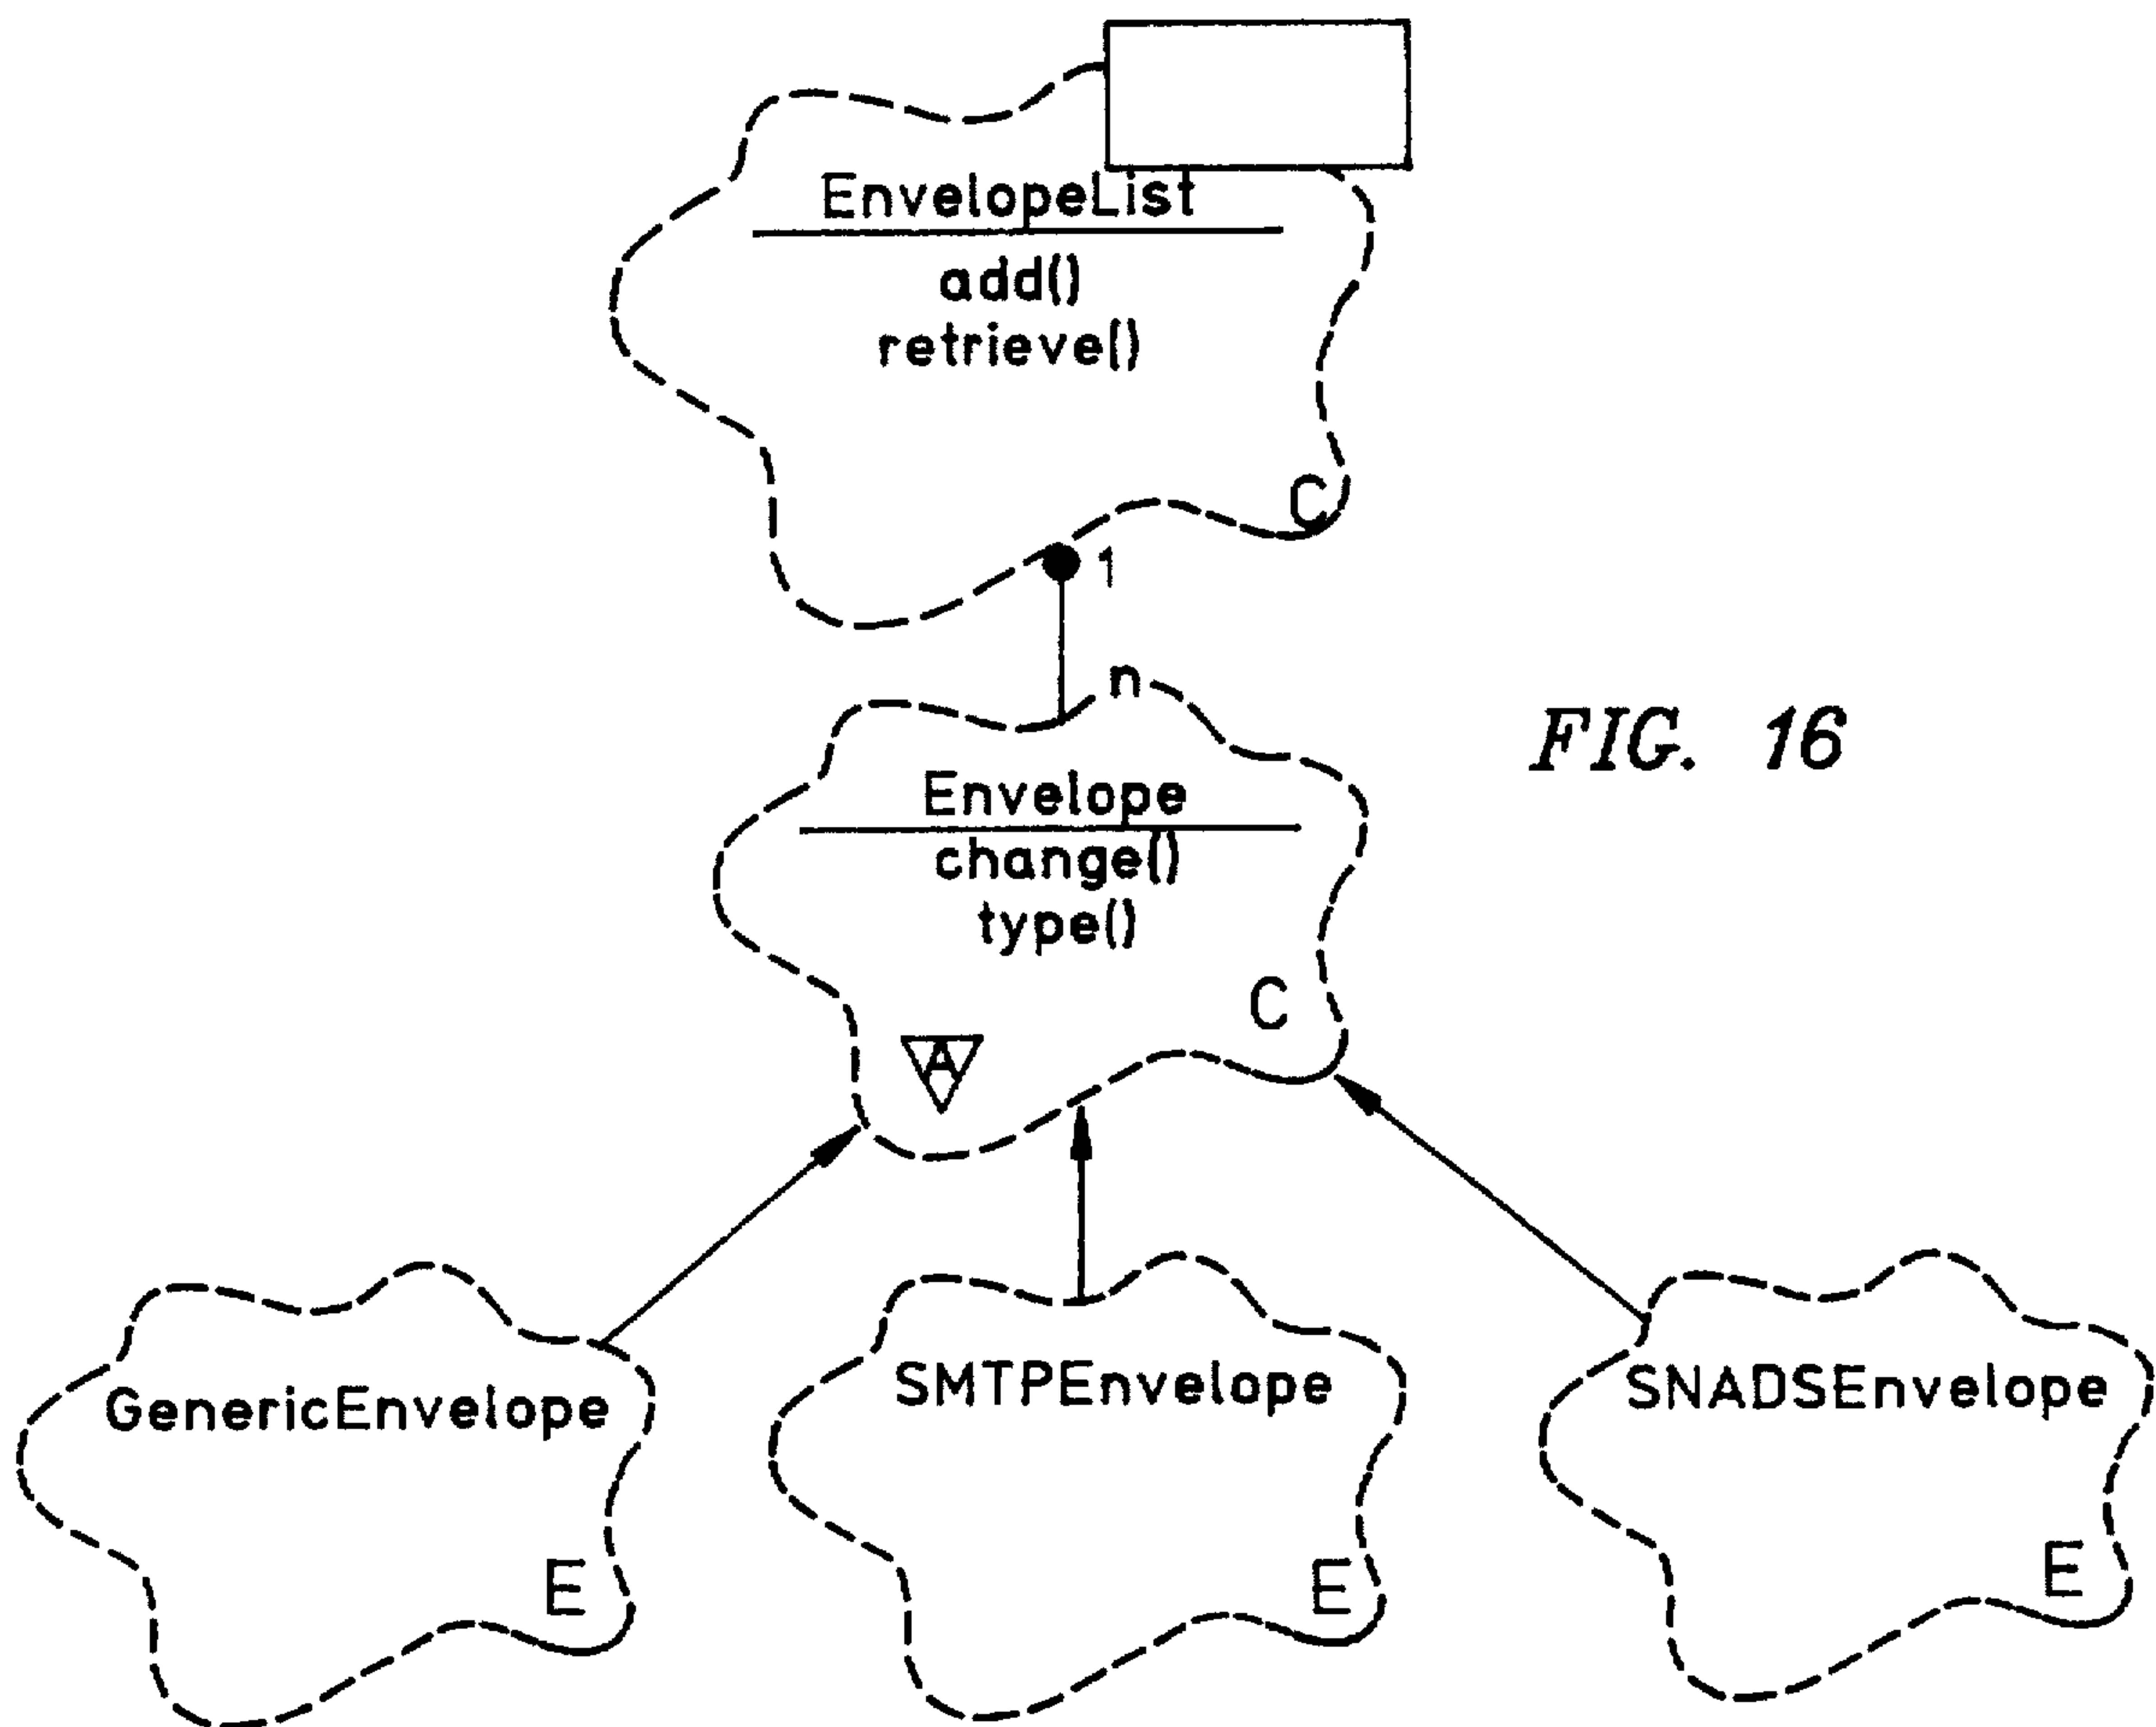 EnvelopeList
add()
retrieve()
C
1
n
FIG. 16
Envelope
change()
type()
C
A
GenericEnvelope
SMTPEnvelope
SNADSEnvelope
E
E
E